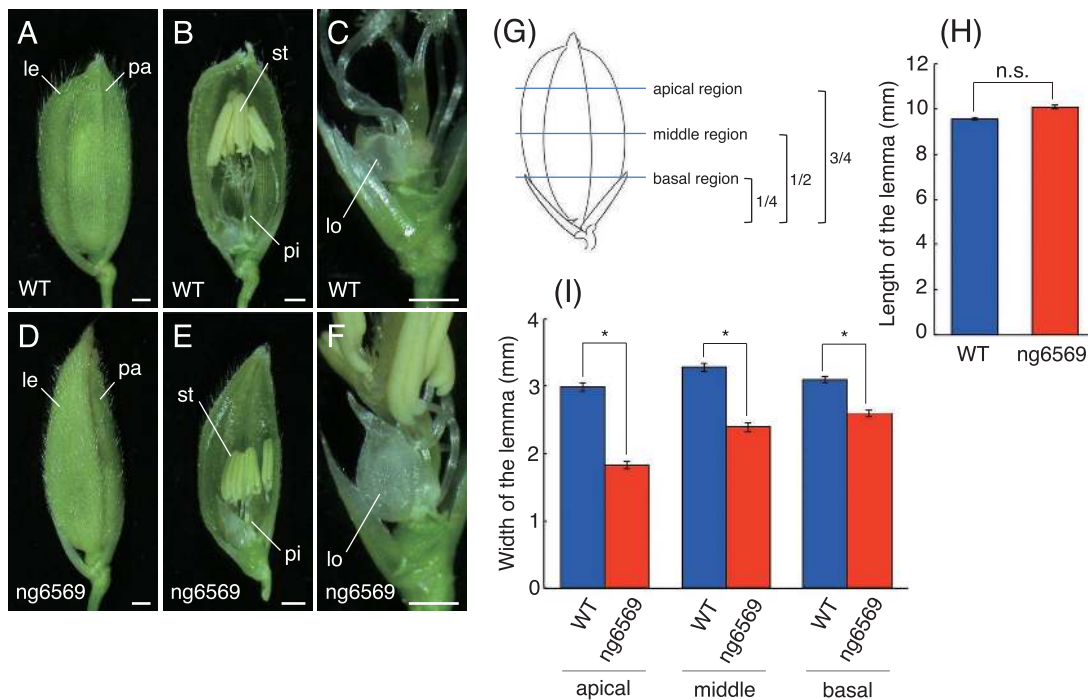 A
le
pa
WT
B
st
pi
WT
C
lo
WT
D
le
pa
ng6569
E
st
pi
ng6569
F
lo
ng6569
(G)
apical region
middle region
basal region
1/4
1/2
3/4
(H)
Length of the lemma (mm)
12
10
8
6
4
2
0
n.s.
WT
ng6569
(I)
Width of the lemma (mm)
4
3
2
1
0
*
*
*
WT
ng6569
WT
ng6569
WT
ng6569
apical
middle
basal